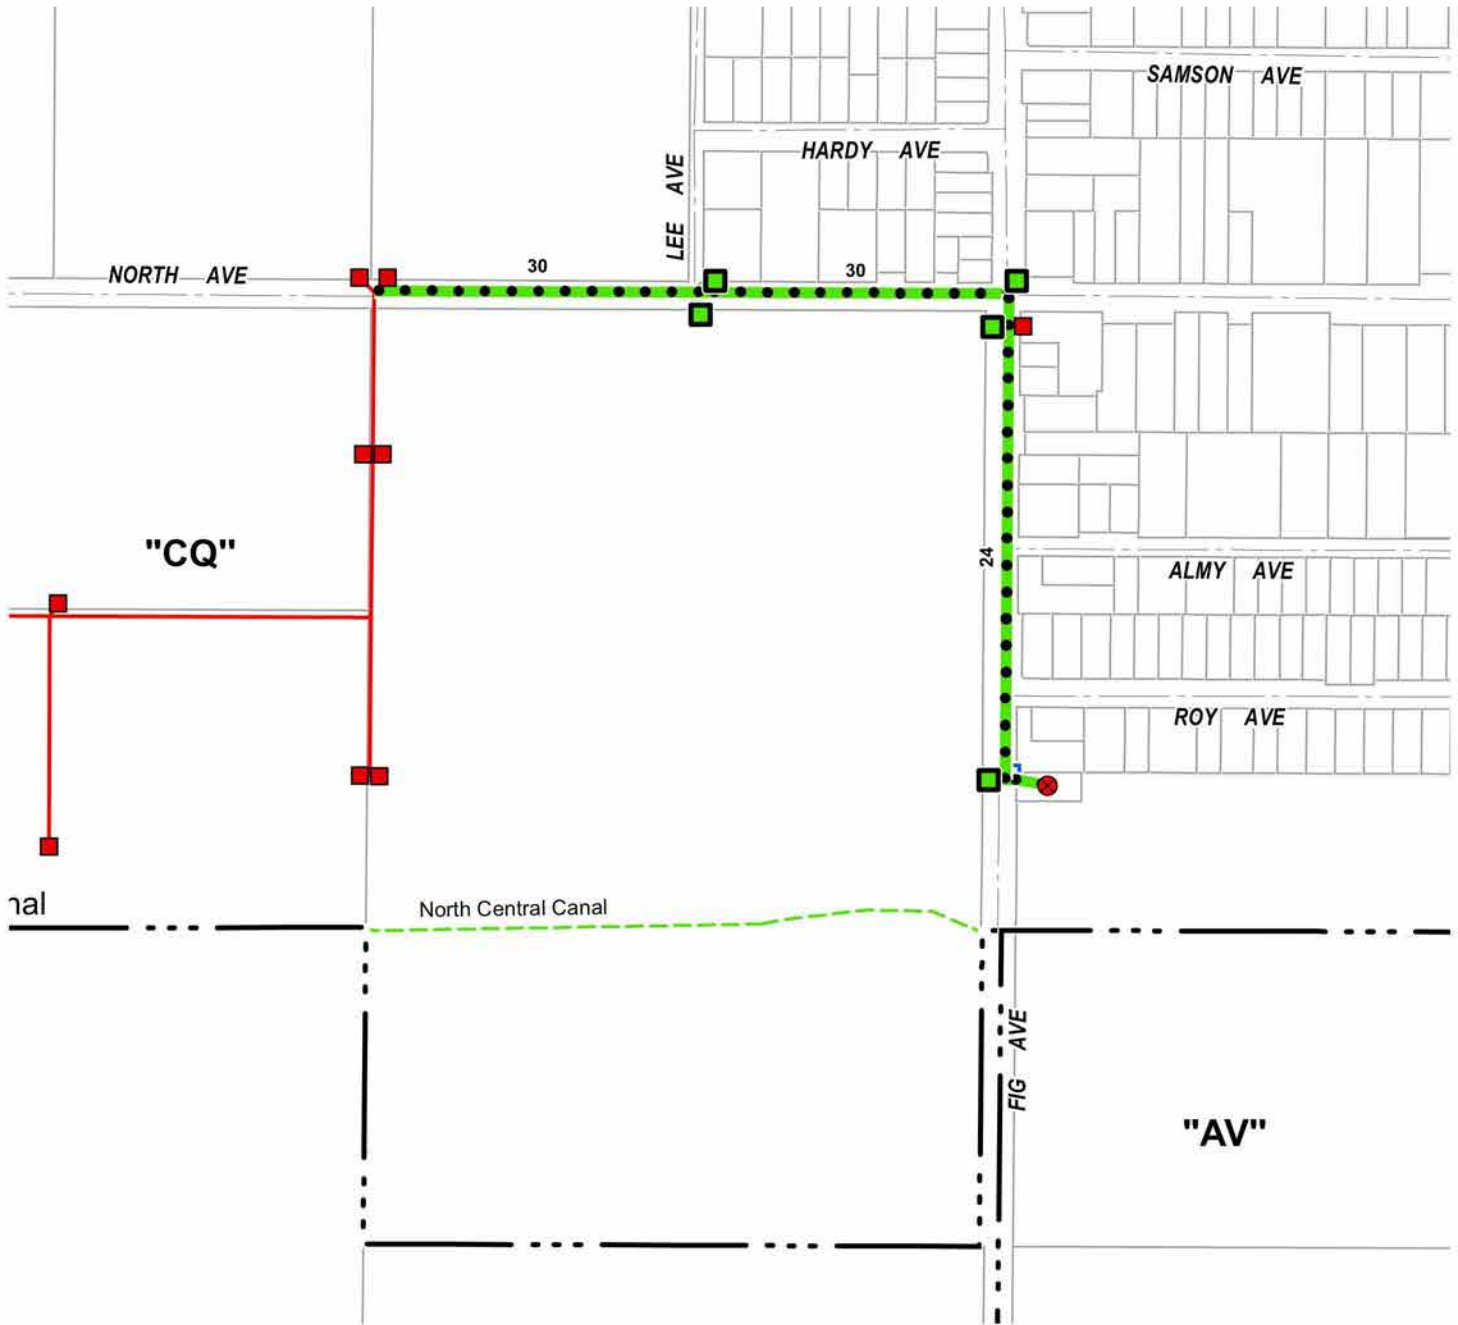 SAMSON AVE
HARDY AVE
LEE AVE
NORTH AVE
30
30
"CQ"
24
ALMY AVE
ROY AVE
nal
North Central Canal
FIG AVE
"AV"